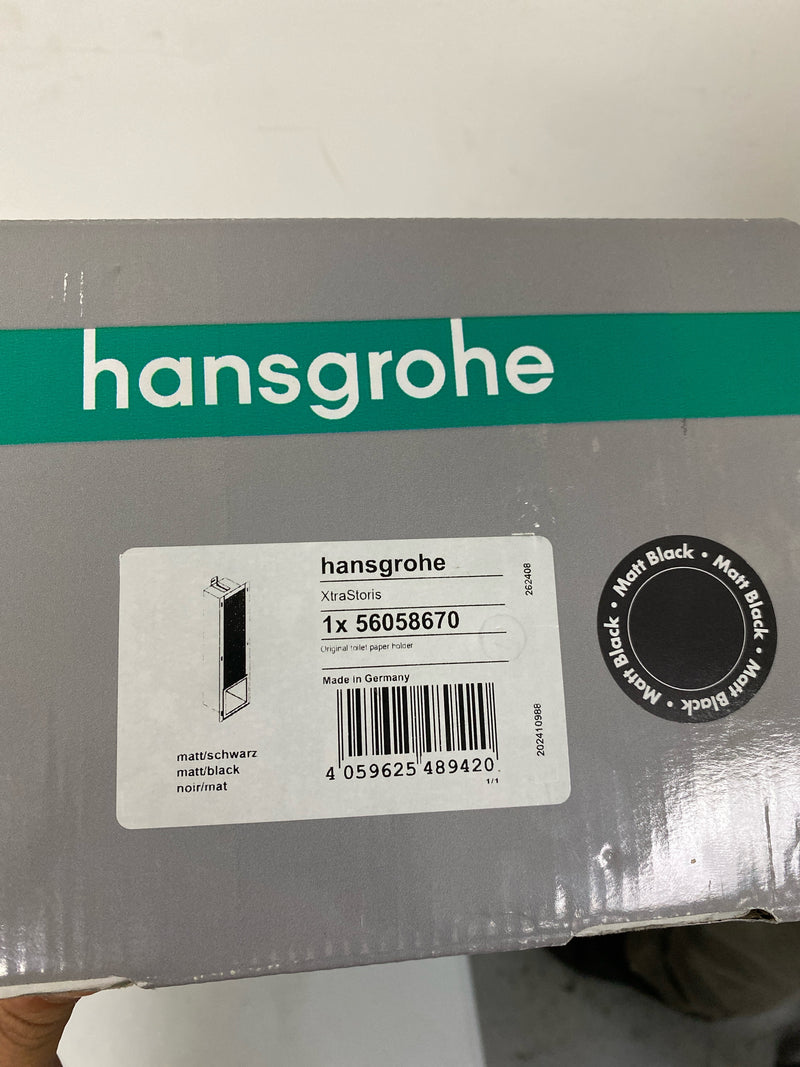 hansgrohe
hansgrohe
XtraStoris
1x 56058670
Original toilet paper holder
Made in Germany
4 059625 489420
1/1
matt/schwarz
matt/black
noir/mat
262408
202410988
Matt Black • Matt Black • Matt Black • Matt Black •